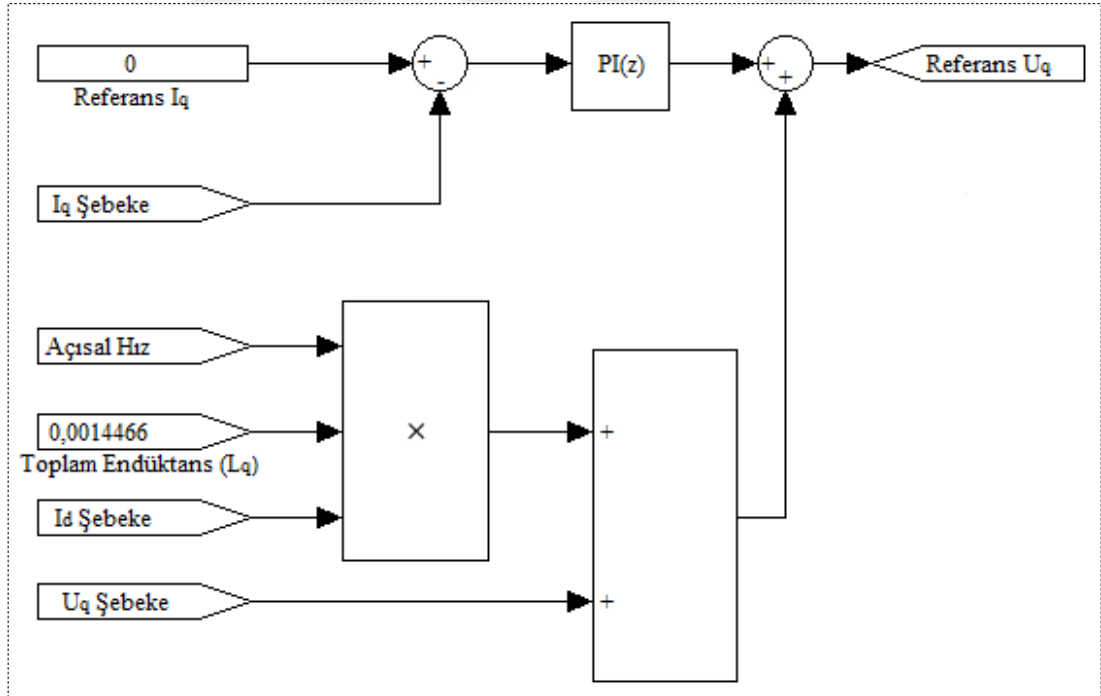 0
Referans Iq
+
-
PI(z)
+
+
Referans Uq
Iq Şebeke
Açısal Hız
0,0014466
Toplam Endüktans (Lq)
Id Şebeke
Uq Şebeke
×
+
+